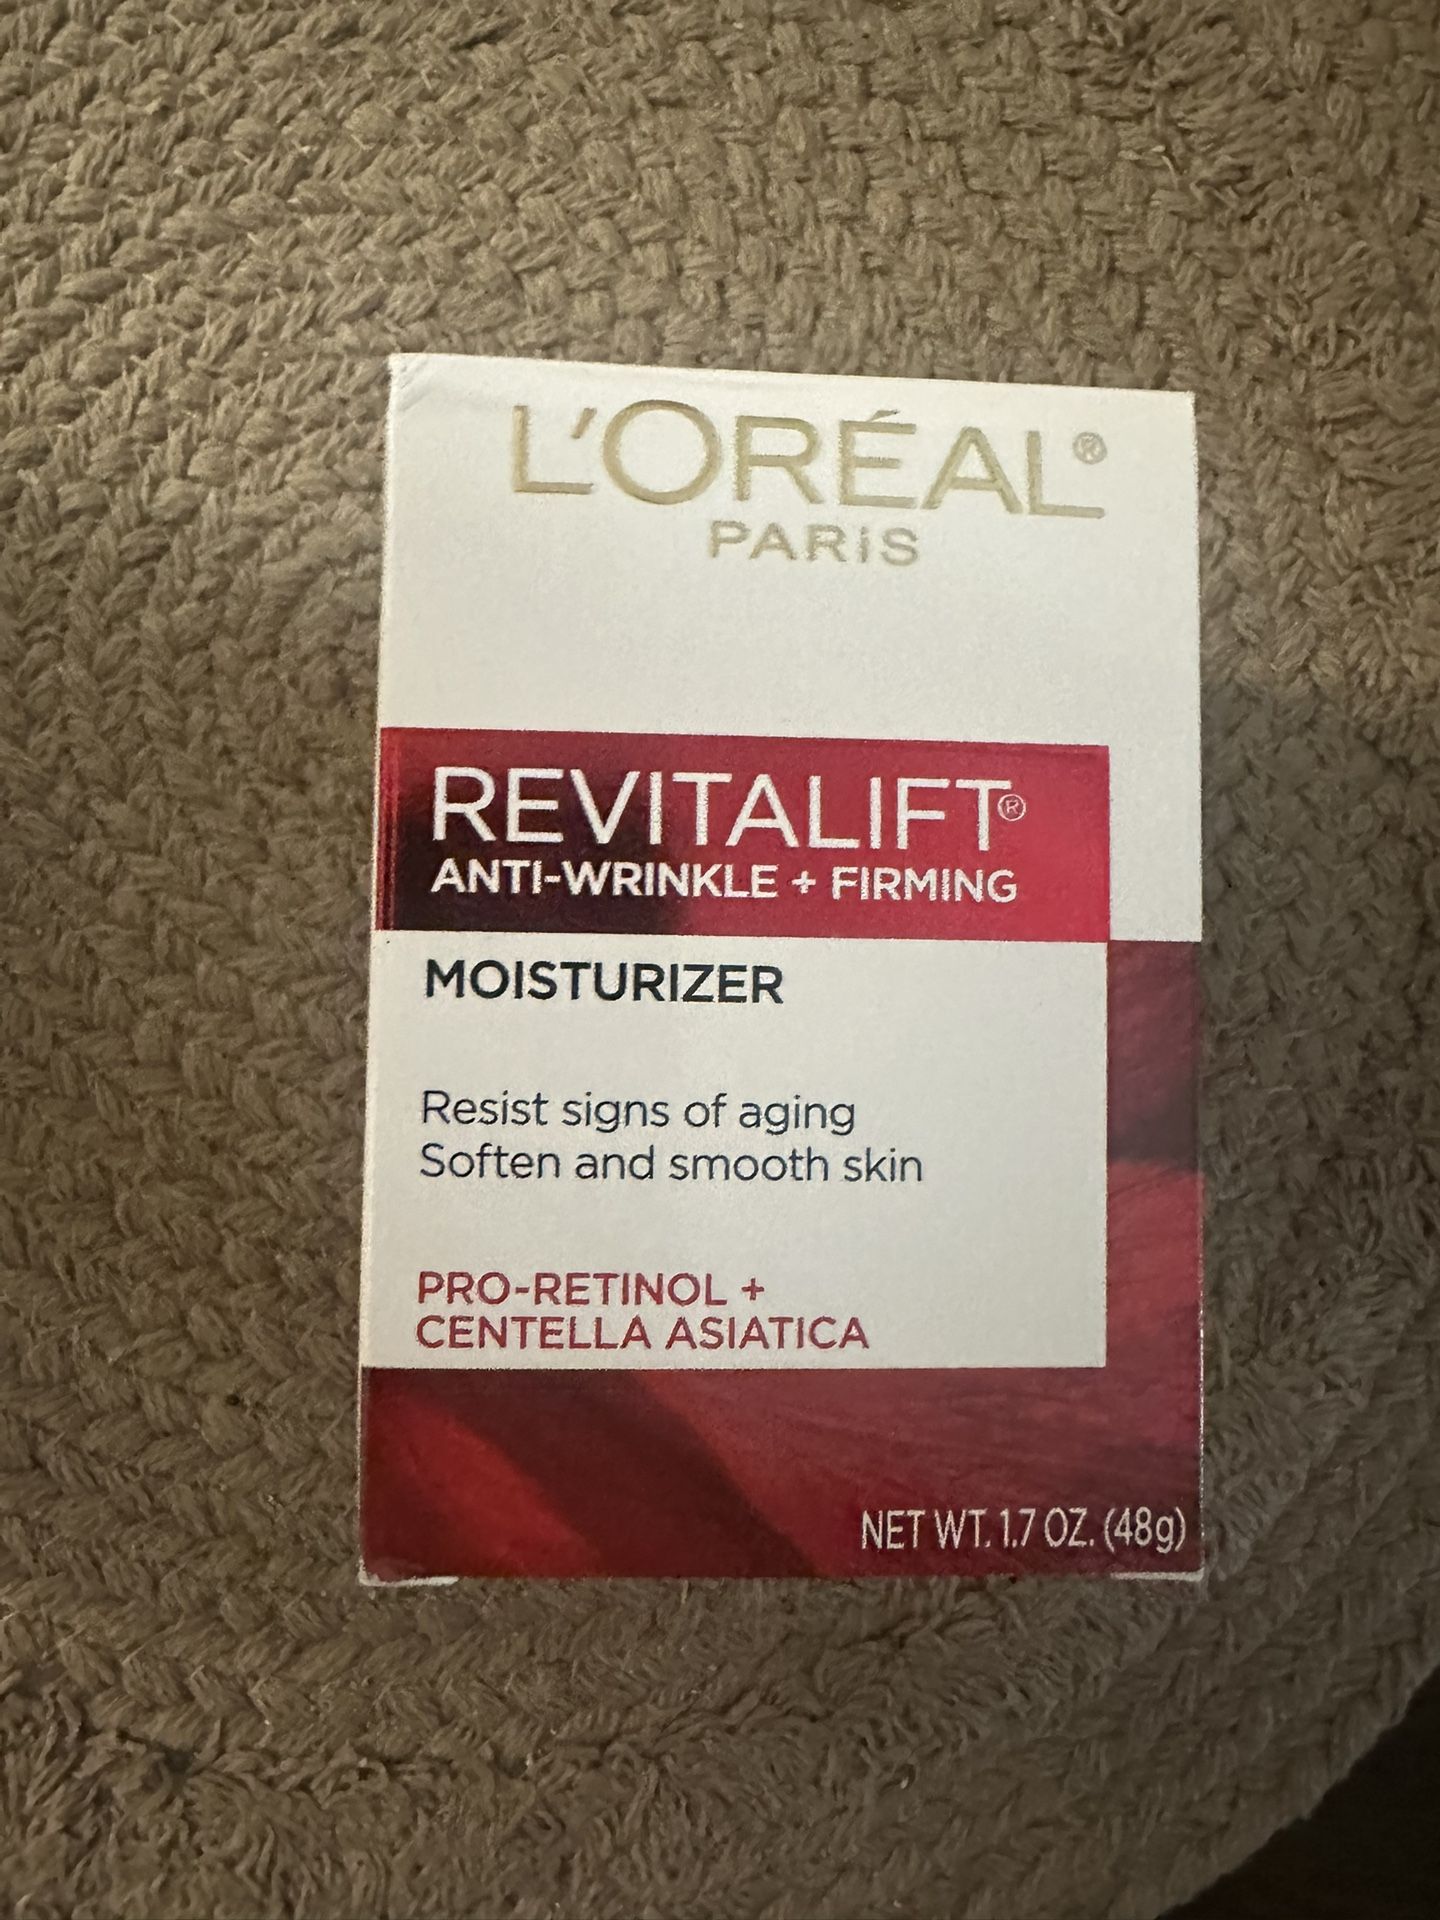 L'ORÉAL®
PARiS
REVITALIFT®
ANTI-WRINKLE + FIRMING
MOISTURIZER
Resist signs of aging
Soften and smooth skin
PRO-RETINOL +
CENTELLA ASIATICA
NET WT. 1.7 OZ. (48g)